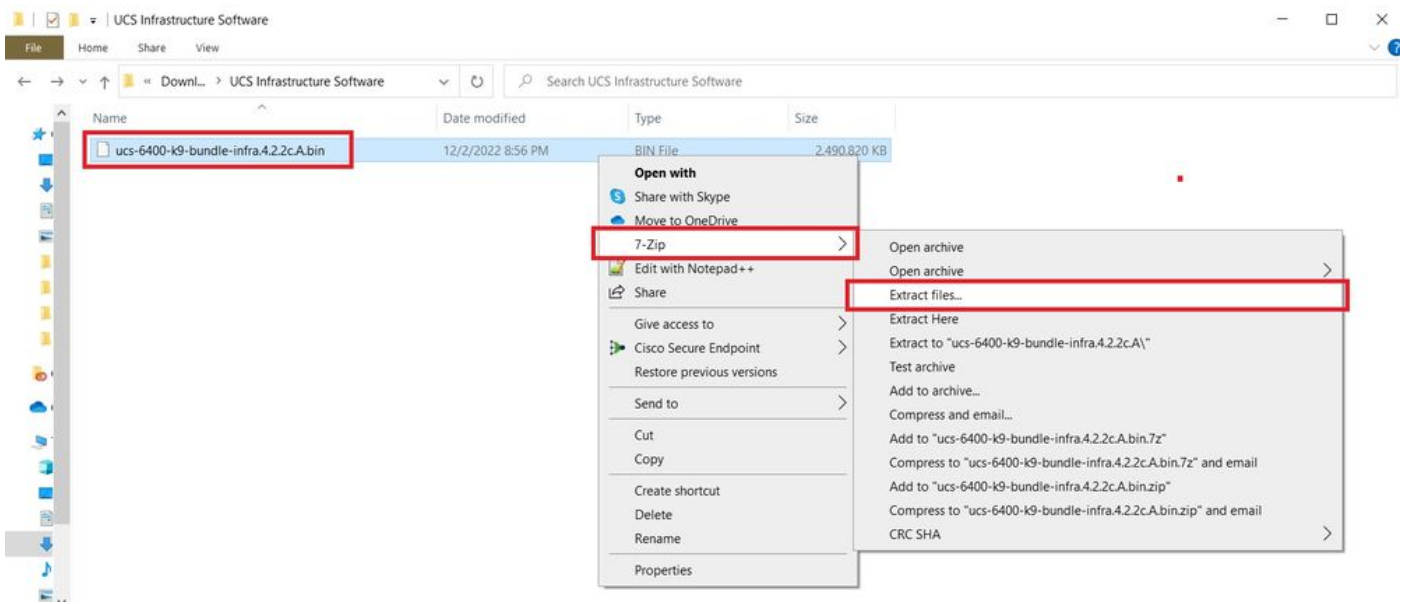 UCS Infrastructure Software
File Home Share View
« Downl... > UCS Infrastructure Software Search UCS Infrastructure Software
Name Date modified Type Size
ucs-6400-k9-bundle-infra.4.2.2c.A.bin 12/2/2022 8:56 PM BIN File 2,490,820 KB
Open with
Share with Skype
Move to OneDrive
7-Zip
Edit with Notepad++
Share
Give access to
Cisco Secure Endpoint
Restore previous versions
Send to
Cut
Copy
Create shortcut
Delete
Rename
Properties
Open archive
Open archive
Extract files...
Extract Here
Extract to "ucs-6400-k9-bundle-infra.4.2.2c.A\"
Test archive
Add to archive...
Compress and email...
Add to "ucs-6400-k9-bundle-infra.4.2.2c.A.bin.7z"
Compress to "ucs-6400-k9-bundle-infra.4.2.2c.A.bin.7z" and email
Add to "ucs-6400-k9-bundle-infra.4.2.2c.A.bin.zip"
Compress to "ucs-6400-k9-bundle-infra.4.2.2c.A.bin.zip" and email
CRC SHA